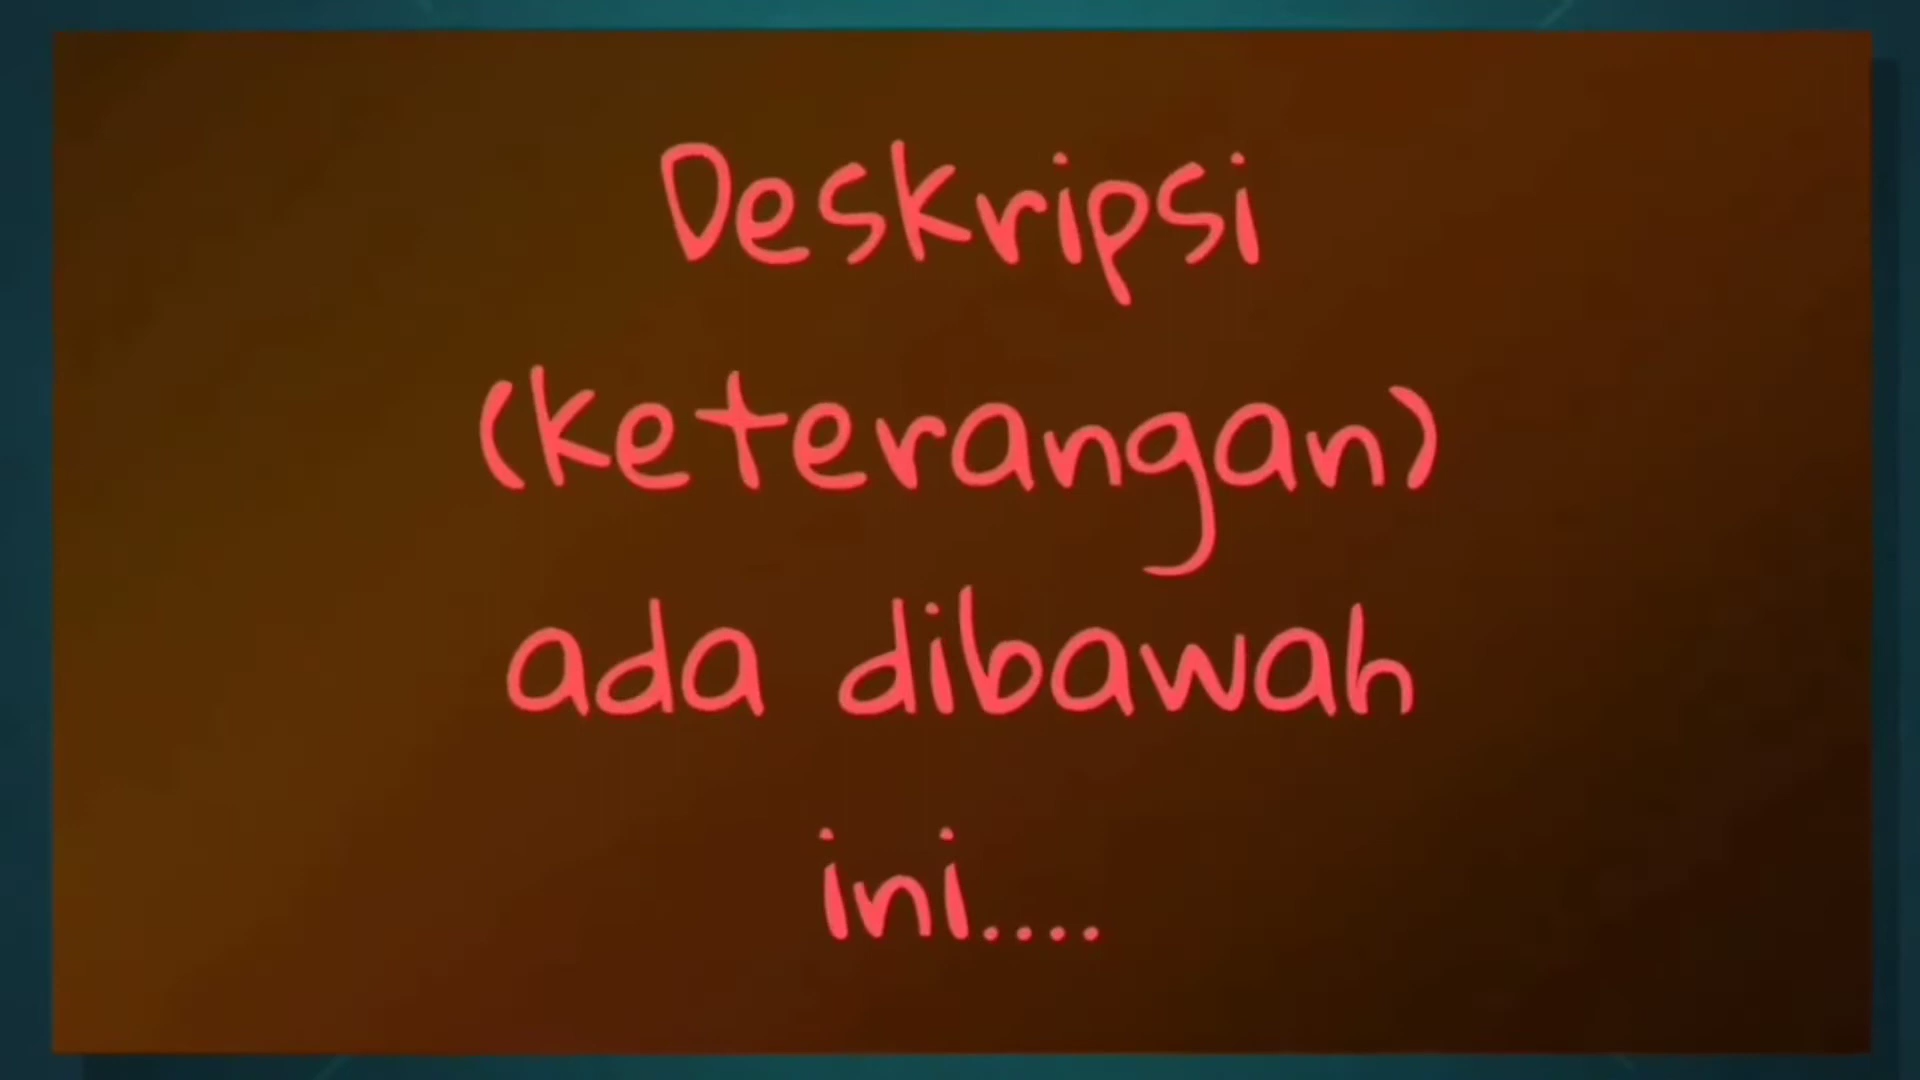 Deskripsi
(keterangan)
ada dibawah
ini....